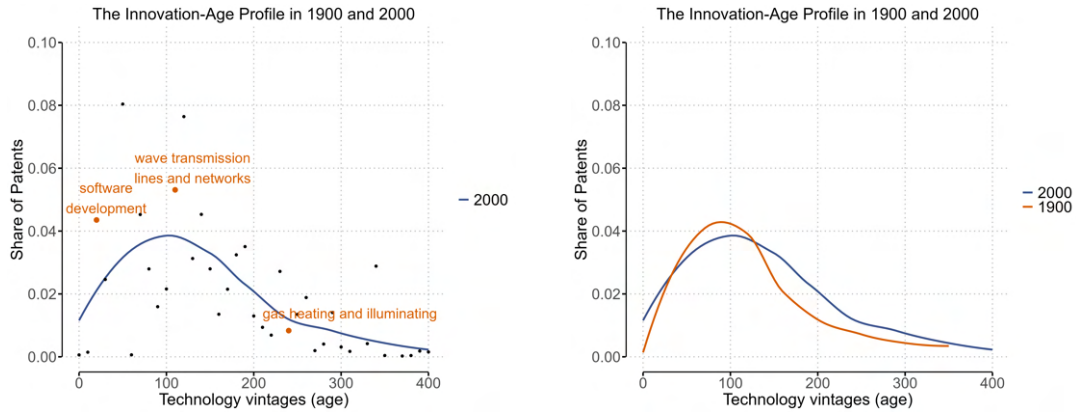 The Innovation-Age Profile in 1900 and 2000
0.10
0.08
0.06
0.04
0.02
0.00
Share of Patents
wave transmission
lines and networks
software
development
gas heating and illuminating
0 100 200 300 400
Technology vintages (age)
2000
The Innovation-Age Profile in 1900 and 2000
0.10
0.08
0.06
0.04
0.02
0.00
Share of Patents
0 100 200 300 400
Technology vintages (age)
2000
1900